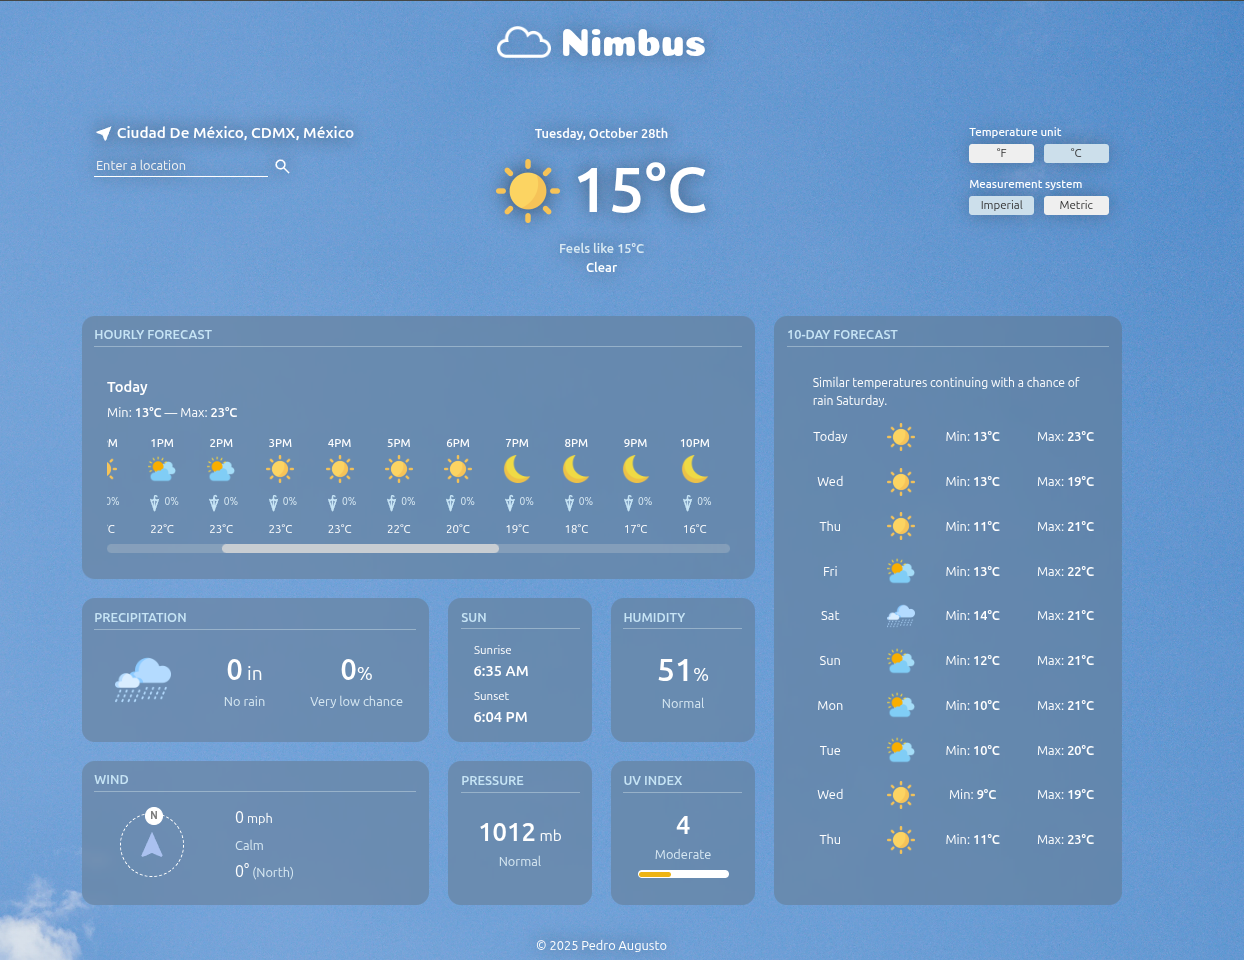 Nimbus
Ciudad De México, CDMX, México
Enter a location
Tuesday, October 28th
15°C
Feels like 15°C
Clear
Temperature unit
°F °C
Measurement system
Imperial Metric
HOURLY FORECAST
Today
Min: 13°C — Max: 23°C
M 1PM 2PM 3PM 4PM 5PM 6PM 7PM 8PM 9PM 10PM
0% 0% 0% 0% 0% 0% 0% 0% 0% 0% 0%
°C 22°C 23°C 23°C 23°C 22°C 20°C 19°C 18°C 17°C 16°C
10-DAY FORECAST
Similar temperatures continuing with a chance of
rain Saturday.
Today Min: 13°C Max: 23°C
Wed Min: 13°C Max: 19°C
Thu Min: 11°C Max: 21°C
Fri Min: 13°C Max: 22°C
Sat Min: 14°C Max: 21°C
Sun Min: 12°C Max: 21°C
Mon Min: 10°C Max: 21°C
Tue Min: 10°C Max: 20°C
Wed Min: 9°C Max: 19°C
Thu Min: 11°C Max: 23°C
PRECIPITATION
0 in 0%
No rain Very low chance
SUN
Sunrise
6:35 AM
Sunset
6:04 PM
HUMIDITY
51%
Normal
WIND
N
0 mph
Calm
0° (North)
PRESSURE
1012 mb
Normal
UV INDEX
4
Moderate
© 2025 Pedro Augusto